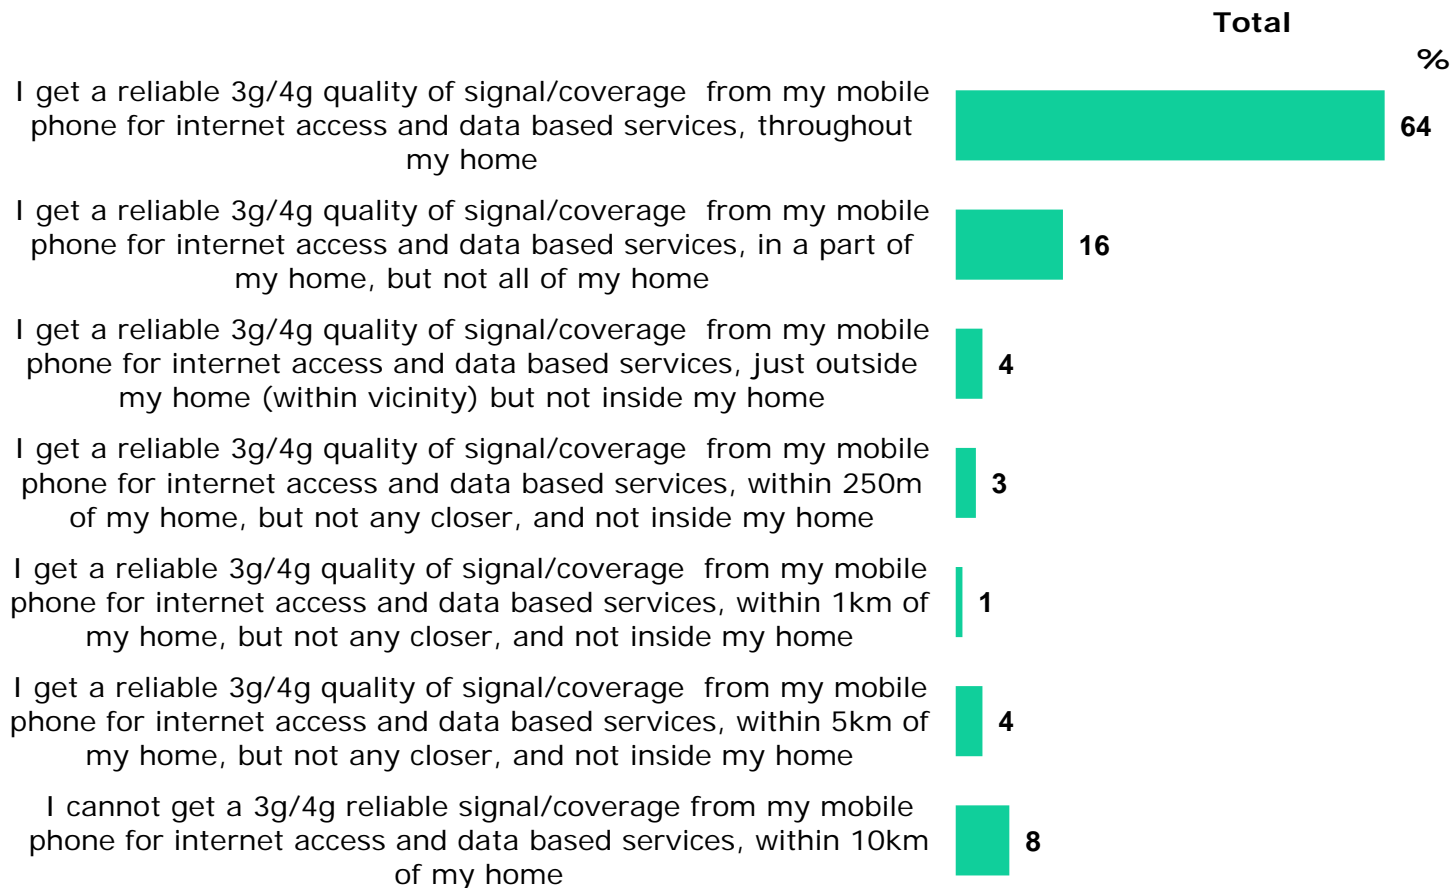 Total
%
I get a reliable 3g/4g quality of signal/coverage  from my mobile
phone for internet access and data based services, throughout
my home
64
I get a reliable 3g/4g quality of signal/coverage  from my mobile
phone for internet access and data based services, in a part of
my home, but not all of my home
16
I get a reliable 3g/4g quality of signal/coverage  from my mobile
phone for internet access and data based services, just outside
my home (within vicinity) but not inside my home
4
I get a reliable 3g/4g quality of signal/coverage  from my mobile
phone for internet access and data based services, within 250m
of my home, but not any closer, and not inside my home
3
I get a reliable 3g/4g quality of signal/coverage  from my mobile
phone for internet access and data based services, within 1km of
my home, but not any closer, and not inside my home
1
I get a reliable 3g/4g quality of signal/coverage  from my mobile
phone for internet access and data based services, within 5km of
my home, but not any closer, and not inside my home
4
I cannot get a 3g/4g reliable signal/coverage from my mobile
phone for internet access and data based services, within 10km
of my home
8